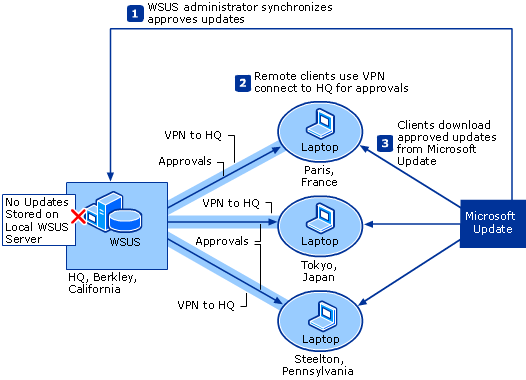 1 WSUS administrator synchronizes
approves updates
2 Remote clients use VPN
connect to HQ for approvals
3 Clients download
approved updates
from Microsoft
Update
VPN to HQ
Approvals
Laptop
Paris,
France
No Updates
Stored on
Local WSUS
Server
WSUS
HQ, Berkley,
California
VPN to HQ
Approvals
Laptop
Tokyo,
Japan
Microsoft
Update
VPN to HQ
Laptop
Steelton,
Pennsylvania